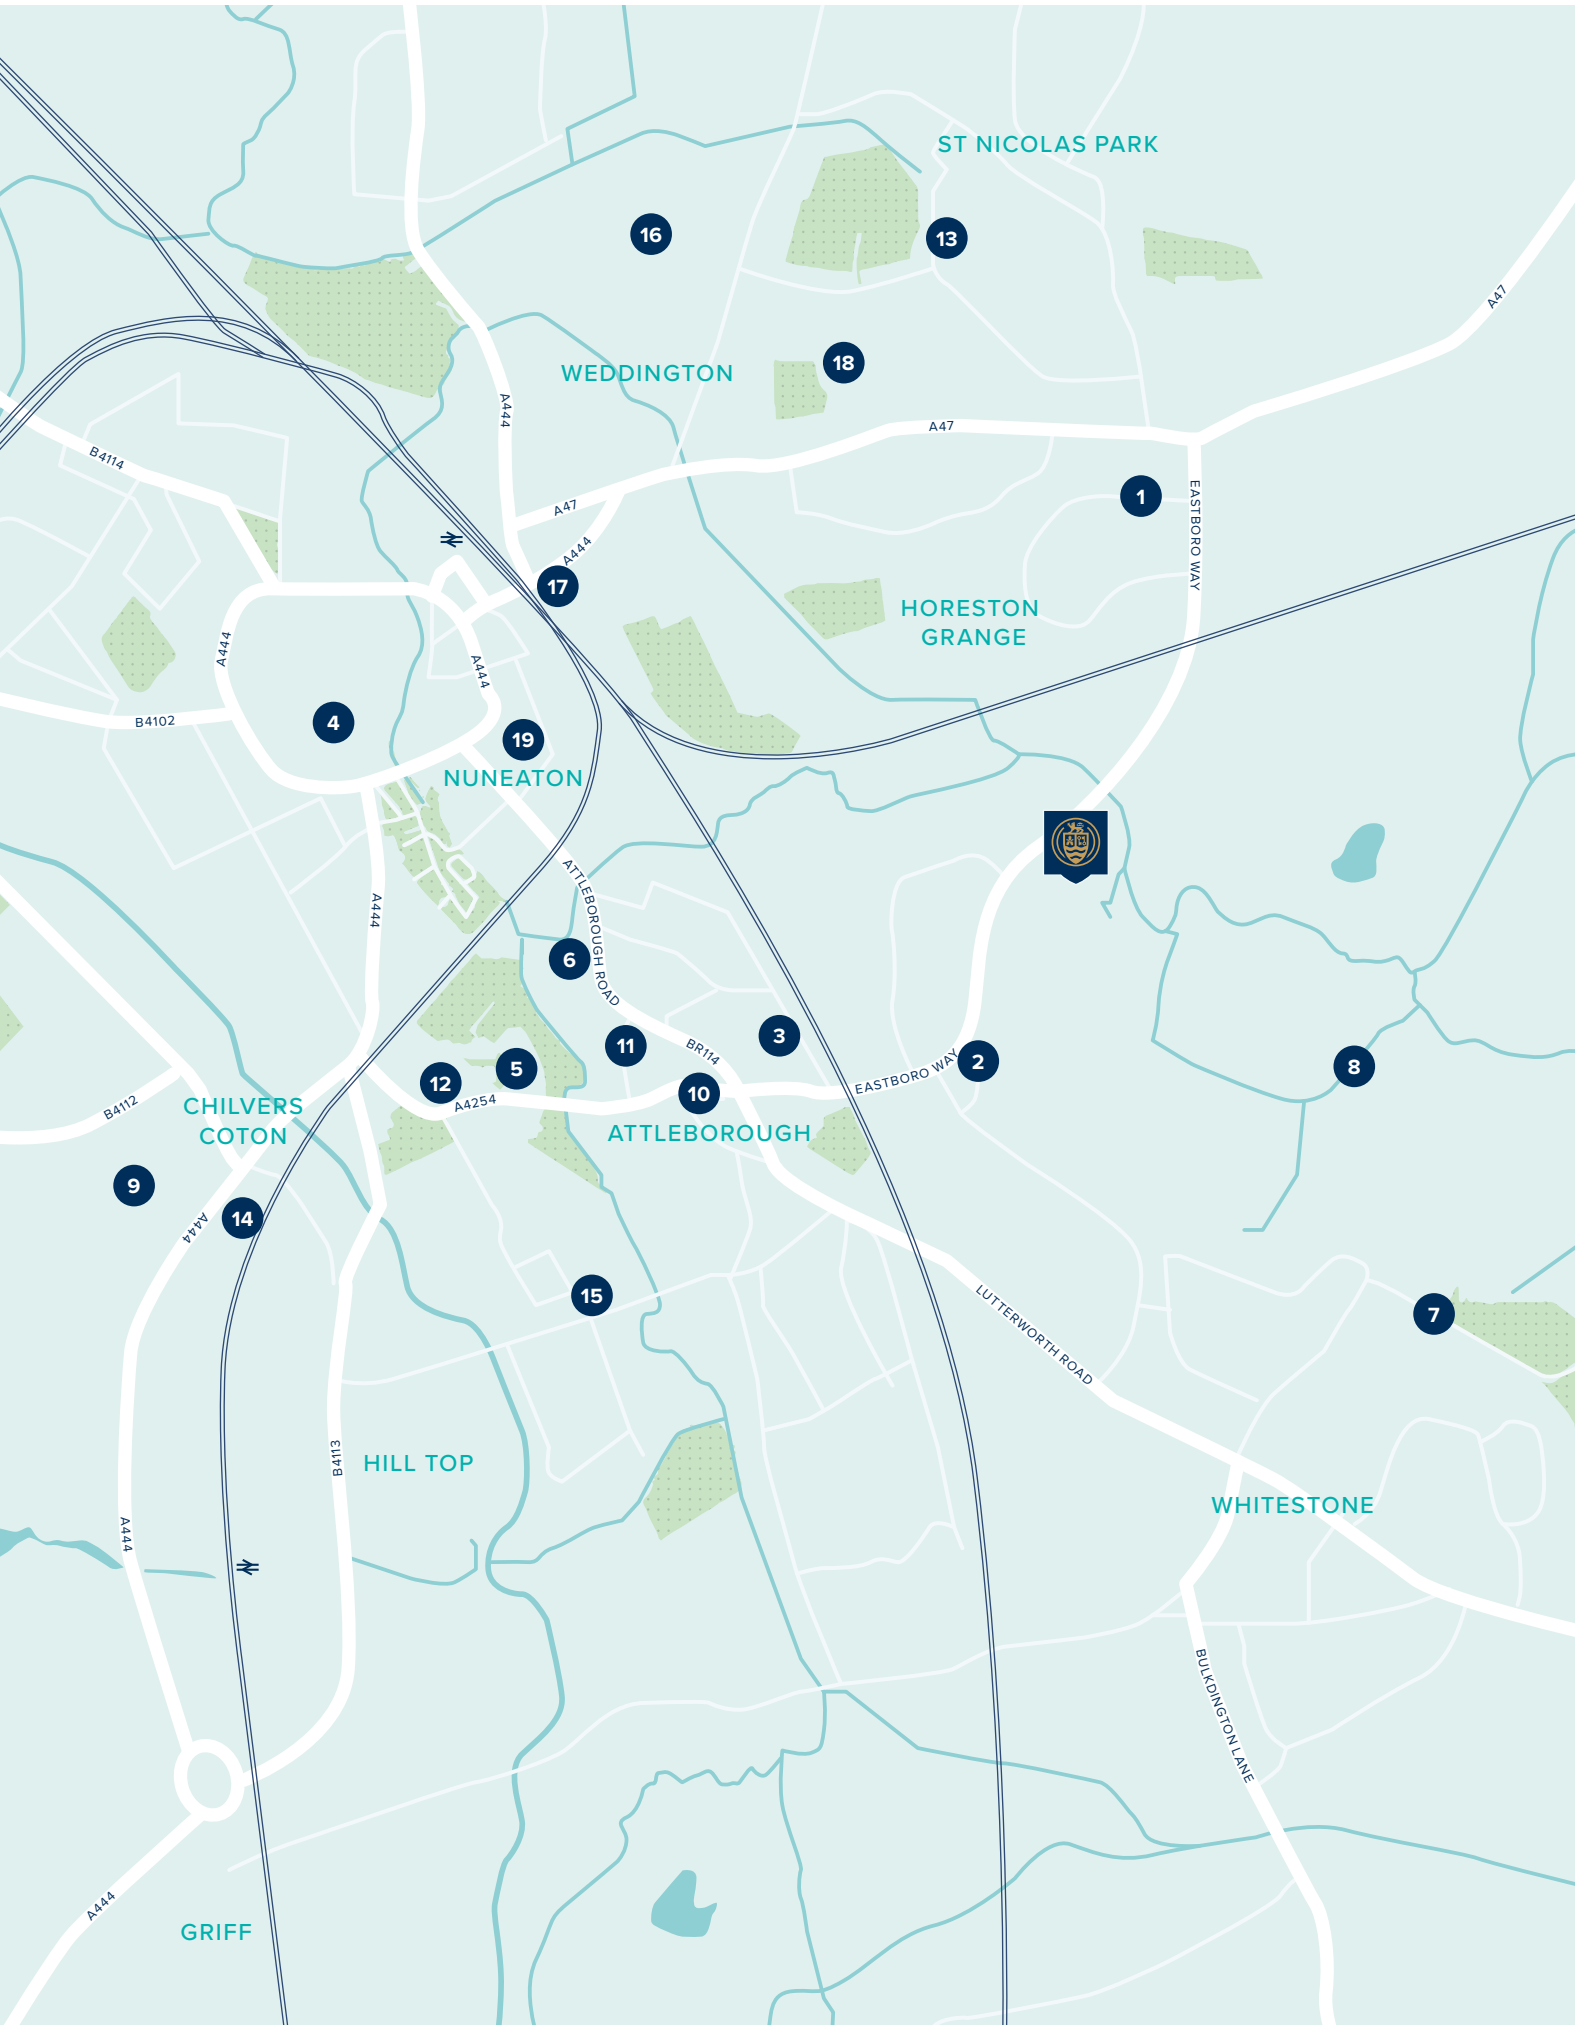 ST NICOLAS PARK
16
13
A47
WEDDINGTON
18
A444
A47
B4114
1
EASTBORO WAY
A47
A444
17
HORESTON
GRANGE
A444
A444
B4102
4
19
NUNEATON
ATTLEBOROUGH ROAD
A444
6
3
11
BR114
2
EASTBORO WAY
5
12
8
10
A4254
B4112
CHILVERS
COTON
ATTLEBOROUGH
9
14
A444
15
7
LUTTERWORTH ROAD
B4113
HILL TOP
WHITESTONE
A444
BULKDINGTON LANE
A444
GRIFF